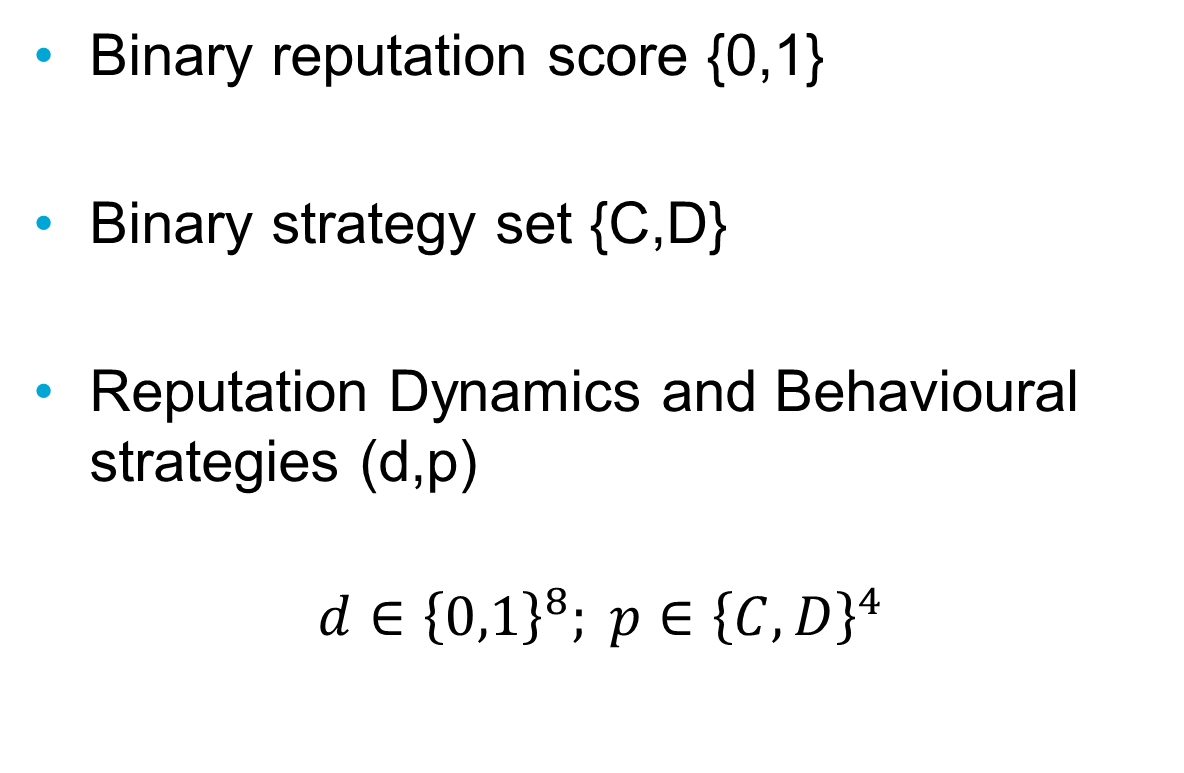 • Binary reputation score {0,1}
• Binary strategy set {C,D}
• Reputation Dynamics and Behavioural
strategies (d,p)
𝑑 ∈ {0,1}⁸; 𝑝 ∈ {𝐶, 𝐷}⁴